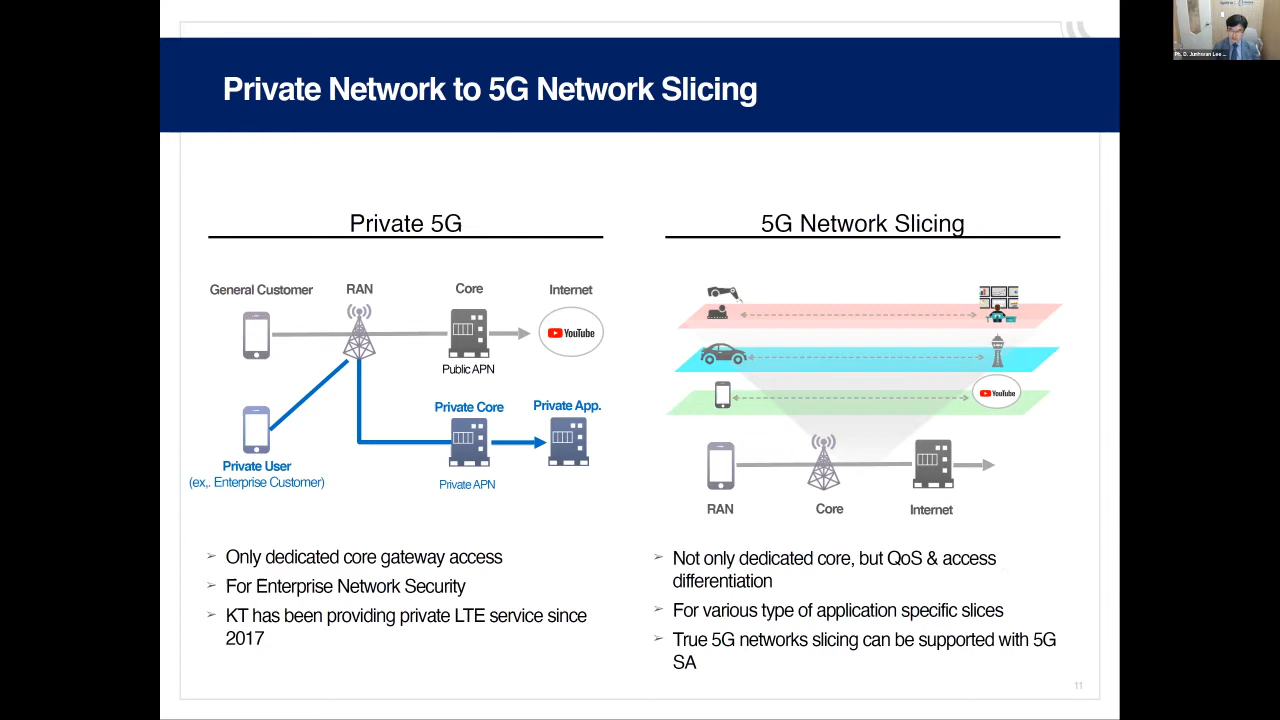 Private Network to 5G Network Slicing
Ph. D. Junhwan Lee ...
Private 5G
General Customer
RAN
Core
Internet
YouTube
Public APN
Private Core
Private App.
Private User
(ex,. Enterprise Customer)
Private APN
Only dedicated core gateway access
For Enterprise Network Security
KT has been providing private LTE service since
2017
5G Network Slicing
YouTube
RAN
Core
Internet
Not only dedicated core, but QoS & access
differentiation
For various type of application specific slices
True 5G networks slicing can be supported with 5G
SA
11